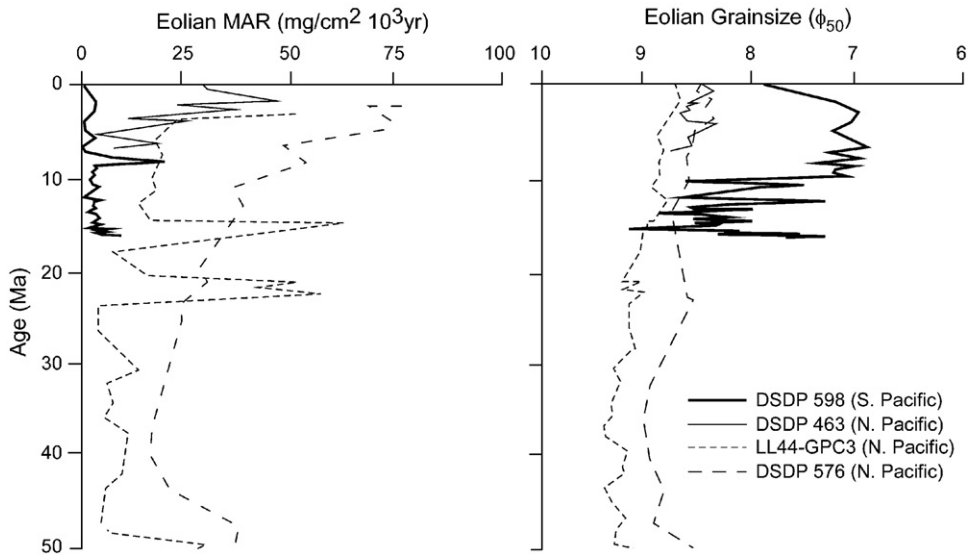 Eolian MAR (mg/cm² 10³yr)
Eolian Grainsize (ϕ₅₀)
0 25 50 75 100
10 9 8 7 6
0
10
20
30
40
50
Age (Ma)
DSDP 598 (S. Pacific)
DSDP 463 (N. Pacific)
LL44-GPC3 (N. Pacific)
DSDP 576 (N. Pacific)